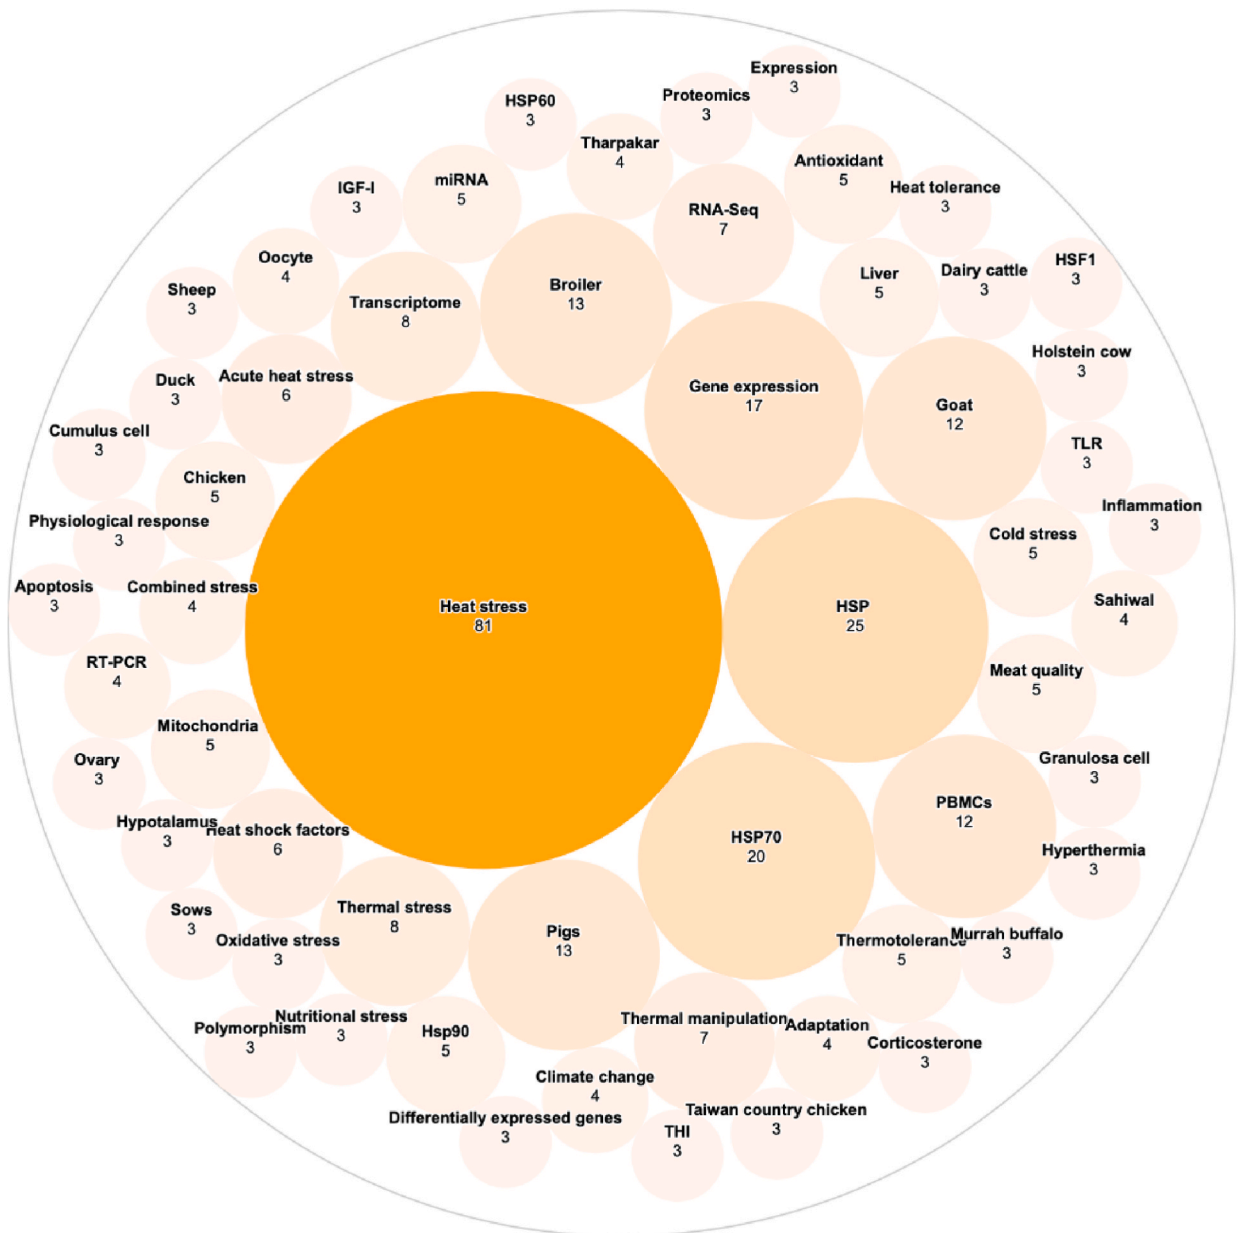 Expression
3
Proteomics
3
HSP60
3
Tharpakar
4
Antioxidant
5
Heat tolerance
3
miRNA
5
IGF-I
3
RNA-Seq
7
Oocyte
4
HSF1
3
Dairy cattle
3
Liver
5
Broiler
13
Sheep
3
Transcriptome
8
Holstein cow
3
Duck
3
Acute heat stress
6
Gene expression
17
Goat
12
Cumulus cell
3
TLR
3
Chicken
5
Inflammation
3
Physiological response
3
Cold stress
5
Apoptosis
3
Combined stress
4
Heat stress
81
HSP
25
Sahiwal
4
RT-PCR
4
Meat quality
5
Mitochondria
5
Ovary
3
Granulosa cell
3
PBMCs
12
Hypotalamus
3
Heat shock factors
6
HSP70
20
Hyperthermia
3
Sows
3
Thermal stress
8
Pigs
13
Oxidative stress
3
Thermotolerance
5
Murrah buffalo
3
Nutritional stress
3
Polymorphism
3
Hsp90
5
Thermal manipulation
7
Adaptation
4
Corticosterone
3
Climate change
4
Differentially expressed genes
3
Taiwan country chicken
3
THI
3